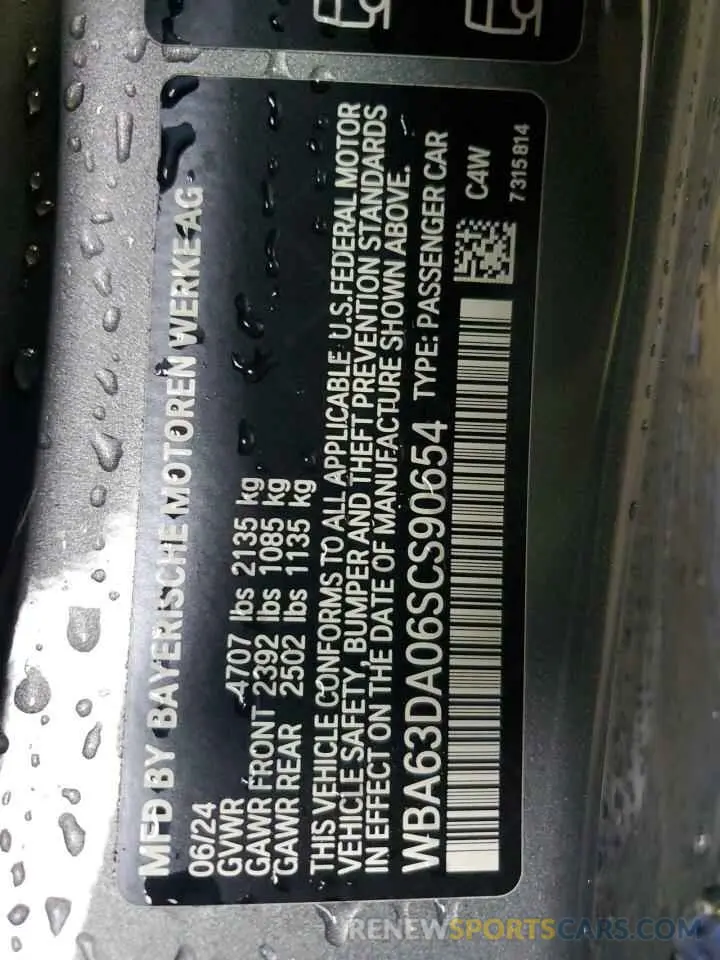 MFD BY BAYERISCHE MOTOREN WERKE AG
06/24
GVWR 4707 lbs 2135 kg
GAWR FRONT 2392 lbs 1085 kg
GAWR REAR 2502 lbs 1135 kg
THIS VEHICLE CONFORMS TO ALL APPLICABLE U.S. FEDERAL MOTOR
VEHICLE SAFETY, BUMPER AND THEFT PREVENTION STANDARDS
IN EFFECT ON THE DATE OF MANUFACTURE SHOWN ABOVE.
WBA63DA06SCS90654 TYPE: PASSENGER CAR
C4W
7315814
RENEWSPORTSCARS.COM